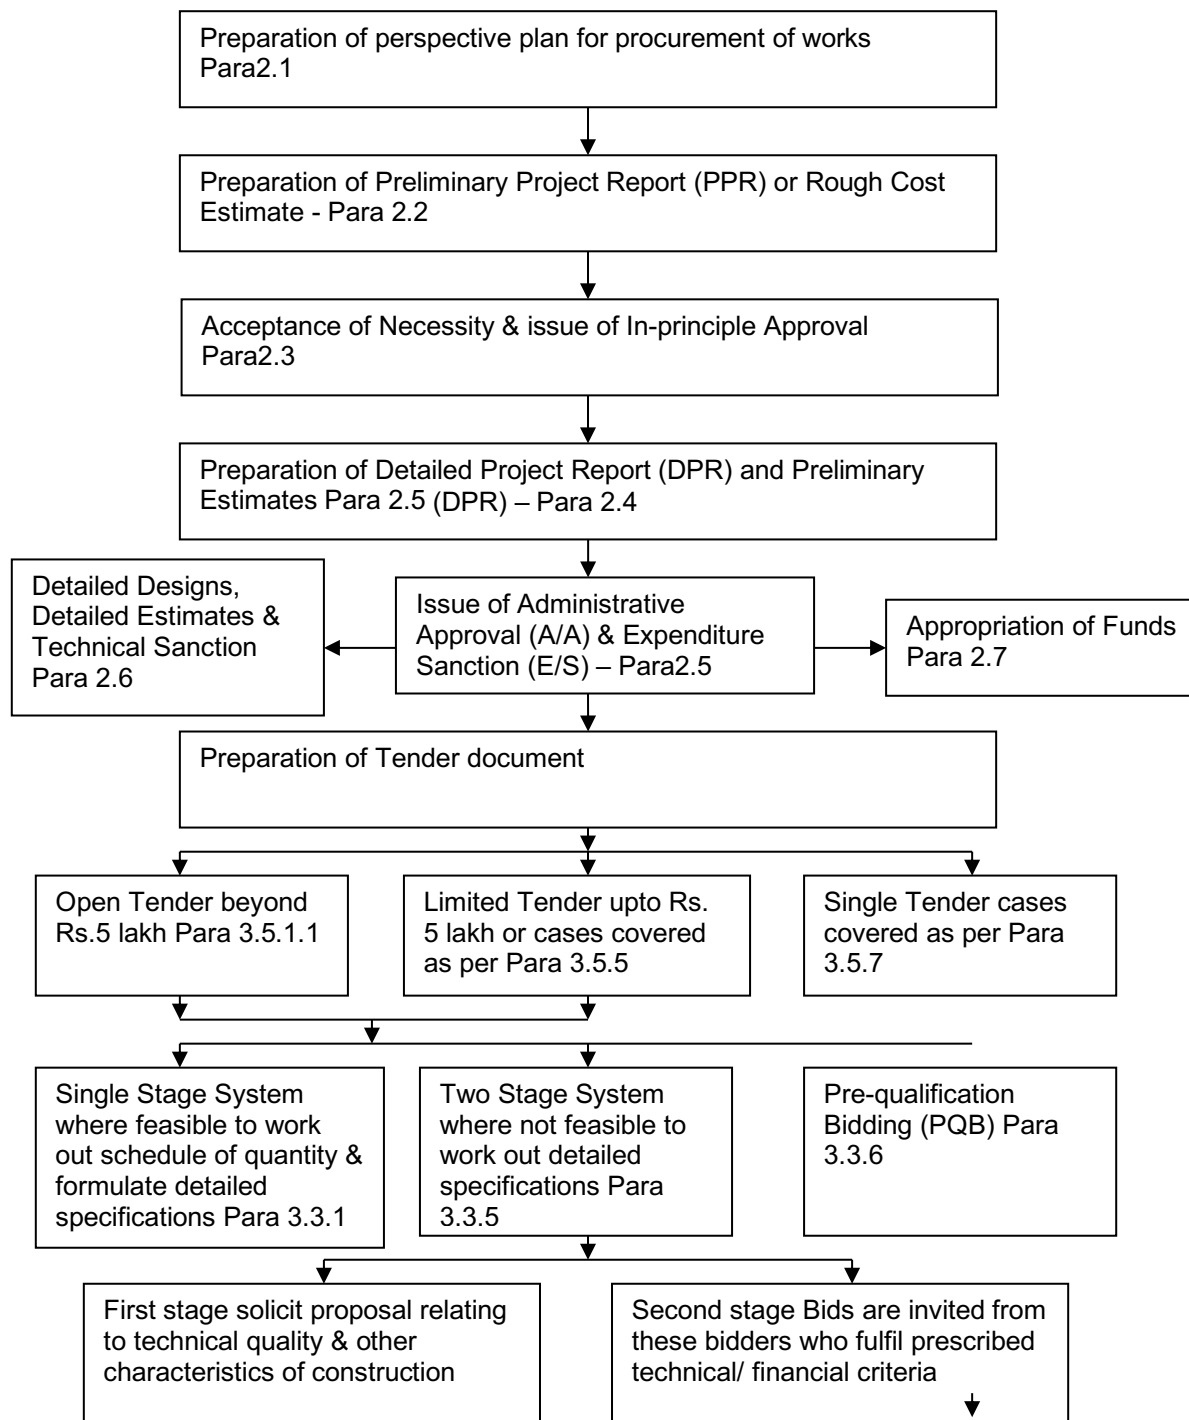 Preparation of perspective plan for procurement of works
Para2.1
Preparation of Preliminary Project Report (PPR) or Rough Cost
Estimate - Para 2.2
Acceptance of Necessity & issue of In-principle Approval
Para2.3
Preparation of Detailed Project Report (DPR) and Preliminary
Estimates Para 2.5 (DPR) – Para 2.4
Detailed Designs,
Detailed Estimates &
Technical Sanction
Para 2.6
Issue of Administrative
Approval (A/A) & Expenditure
Sanction (E/S) – Para2.5
Appropriation of Funds
Para 2.7
Preparation of Tender document
Open Tender beyond
Rs.5 lakh Para 3.5.1.1
Limited Tender upto Rs.
5 lakh or cases covered
as per Para 3.5.5
Single Tender cases
covered as per Para
3.5.7
Single Stage System
where feasible to work
out schedule of quantity &
formulate detailed
specifications Para 3.3.1
Two Stage System
where not feasible to
work out detailed
specifications Para
3.3.5
Pre-qualification
Bidding (PQB) Para
3.3.6
First stage solicit proposal relating
to technical quality & other
characteristics of construction
Second stage Bids are invited from
these bidders who fulfil prescribed
technical/ financial criteria